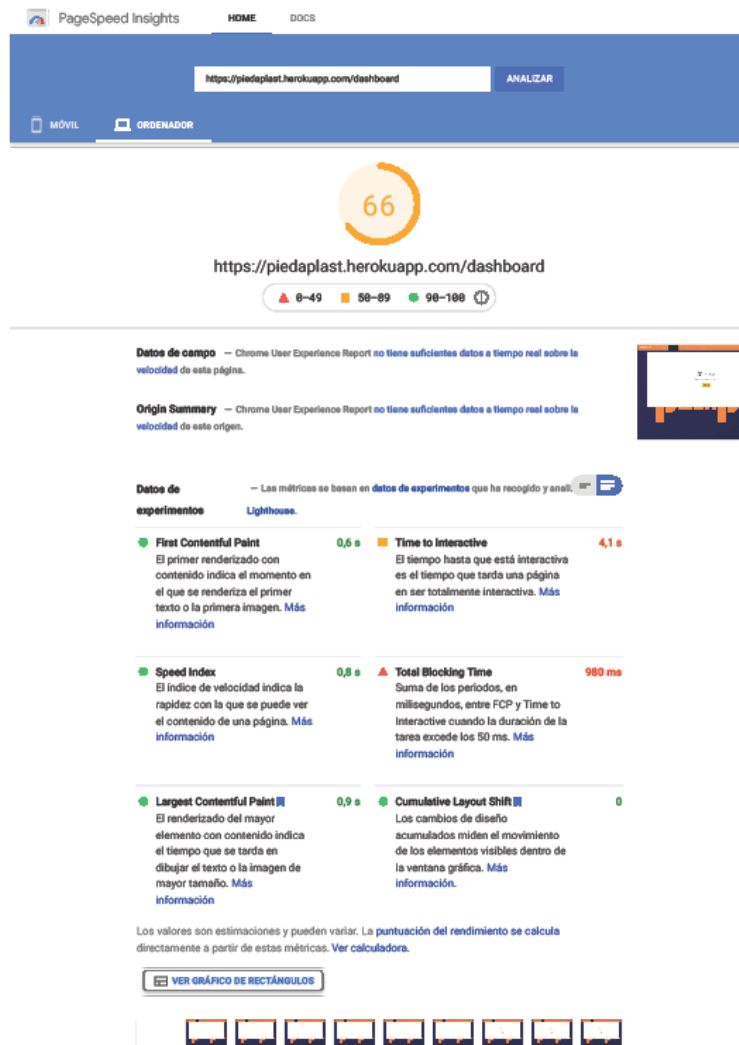 PageSpeed Insights HOME DOCS
https://piedaplast.herokuapp.com/dashboard ANALIZAR
MÓVIL ORDENADOR
66
https://piedaplast.herokuapp.com/dashboard
0–49 50–89 90–100
Datos de campo — Chrome User Experience Report no tiene suficientes datos a tiempo real sobre la
velocidad de esta página.
Origin Summary — Chrome User Experience Report no tiene suficientes datos a tiempo real sobre la
velocidad de este origen.
Datos de — Las métricas se basan en datos de experimentos que ha recogido y anali
experimentos Lighthouse.
First Contentful Paint 0,6 s
El primer renderizado con
contenido indica el momento en
el que se renderiza el primer
texto o la primera imagen. Más
información
Time to Interactive 4,1 s
El tiempo hasta que está interactiva
es el tiempo que tarda una página
en ser totalmente interactiva. Más
información
Speed Index 0,8 s
El índice de velocidad indica la
rapidez con la que se puede ver
el contenido de una página. Más
información
Total Blocking Time 980 ms
Suma de los periodos, en
milisegundos, entre FCP y Time to
Interactive cuando la duración de la
tarea excede los 50 ms. Más
información
Largest Contentful Paint 0,9 s
El renderizado del mayor
elemento con contenido indica
el tiempo que se tarda en
dibujar el texto o la imagen de
mayor tamaño. Más
información
Cumulative Layout Shift 0
Los cambios de diseño
acumulados miden el movimiento
de los elementos visibles dentro de
la ventana gráfica. Más
información.
Los valores son estimaciones y pueden variar. La puntuación del rendimiento se calcula
directamente a partir de estas métricas. Ver calculadora.
VER GRÁFICO DE RECTÁNGULOS